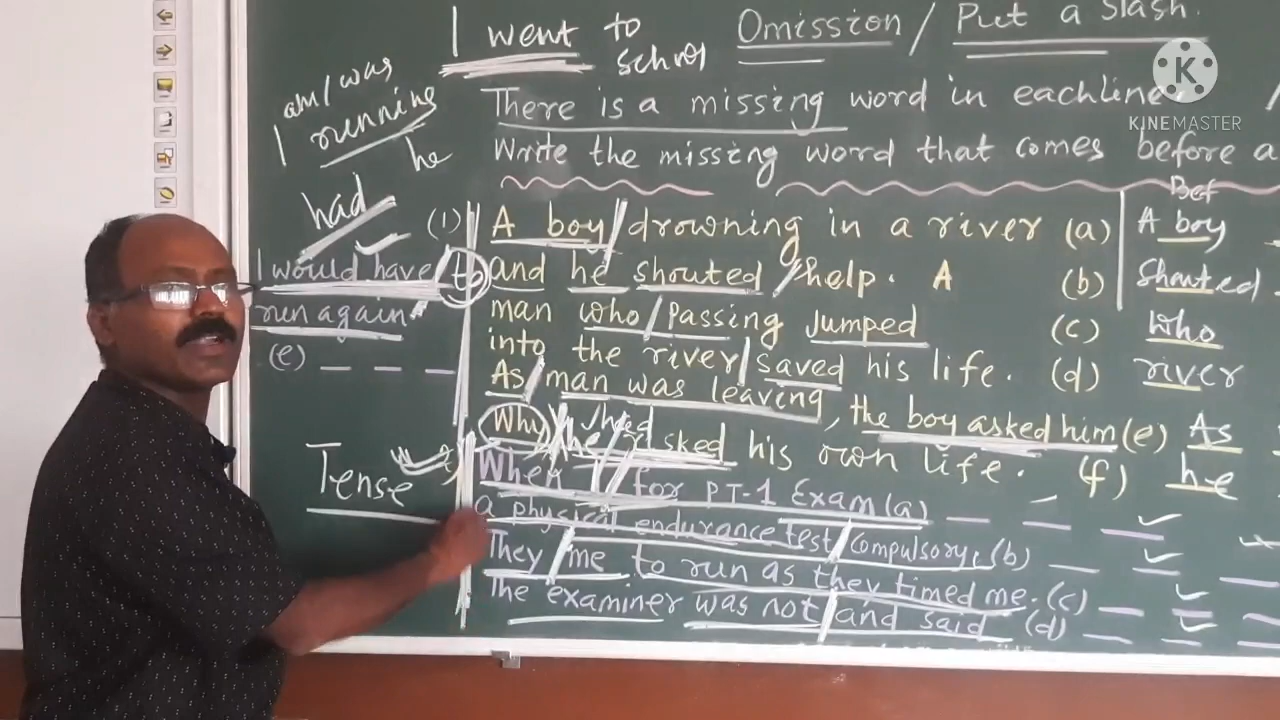 I went to school
Omission / Put a slash.
There is a missing word in each line.
Write the missing word that comes before a
KINEMASTER
I am / was running
he
had
I would have / to
run again
(e) _ _ _
Tense
Bef
(1) A boy / drowning in a river (a) A boy
and he shouted / help. A (b) Shouted
man who / passing jumped (c) Who
into the river / saved his life. (d) river
As / man was leaving, the boy asked him (e) As
Why he / risked his own life. (f) he
had
When I / for PT-1 Exam (a) _ _ _
a physical endurance test / compulsory. (b) _ _ _
They / me to run as they timed me. (c) _ _ _
The examiner was not / and said (d) _ _ _